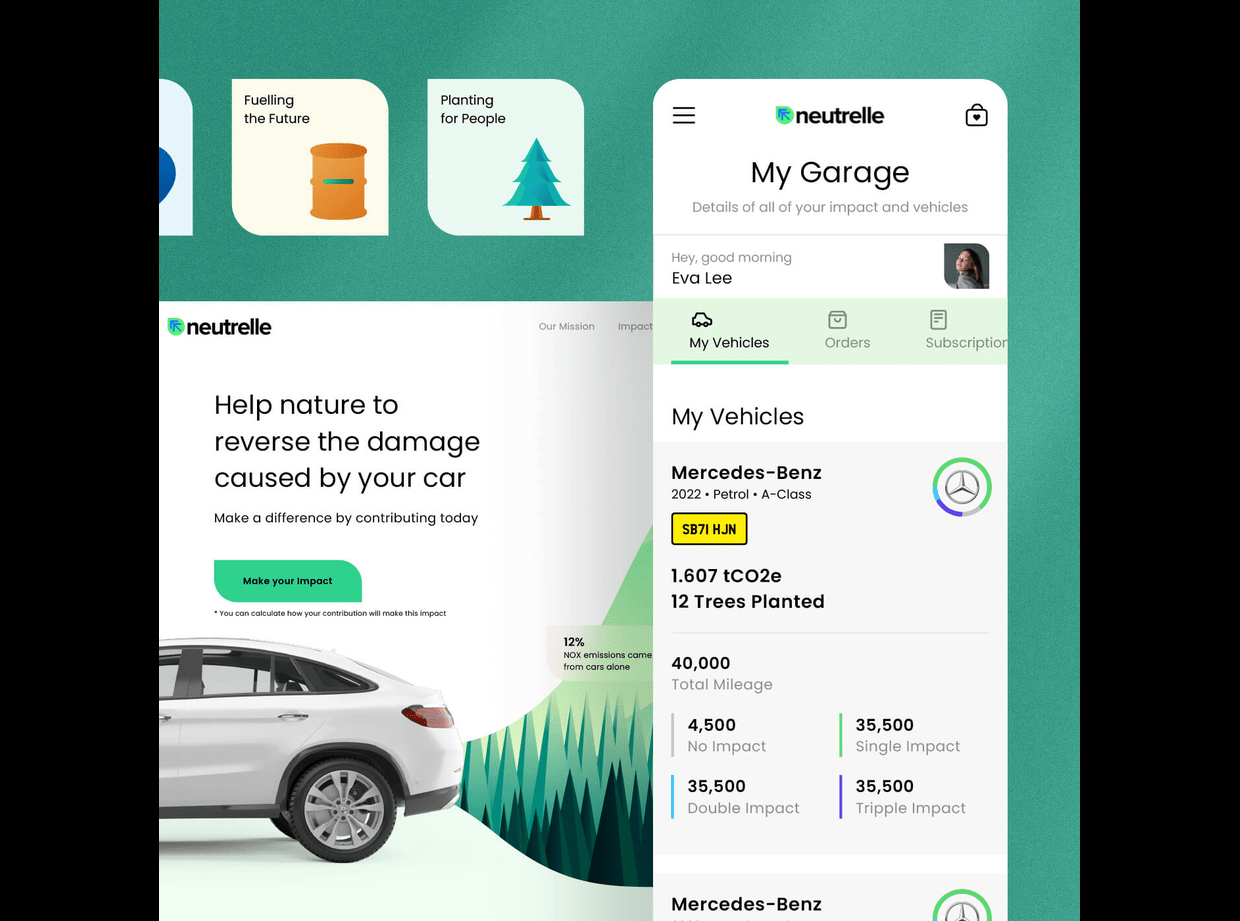 Fuelling
the Future
Planting
for People
neutrelle
Our Mission
Impact
Help nature to
reverse the damage
caused by your car
Make a difference by contributing today
Make your Impact
* You can calculate how your contribution will make this impact
12%
NOX emissions came
from cars alone
neutrelle
My Garage
Details of all of your impact and vehicles
Hey, good morning
Eva Lee
My Vehicles
Orders
Subscription
My Vehicles
Mercedes-Benz
2022 • Petrol • A-Class
SB71 HJN
1.607 tCO2e
12 Trees Planted
40,000
Total Mileage
4,500
No Impact
35,500
Single Impact
35,500
Double Impact
35,500
Tripple Impact
Mercedes-Benz